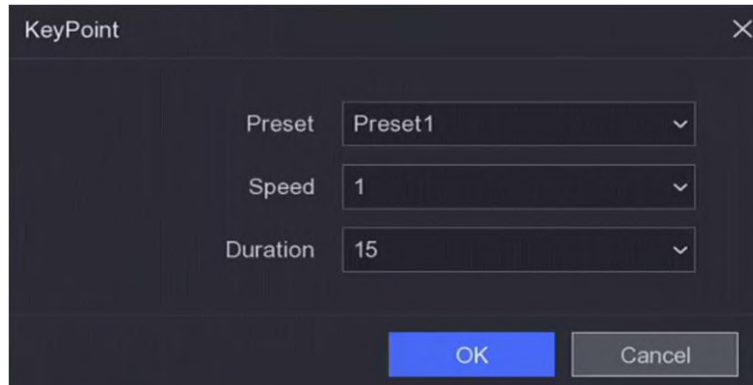 KeyPoint
Preset Preset1
Speed 1
Duration 15
OK Cancel